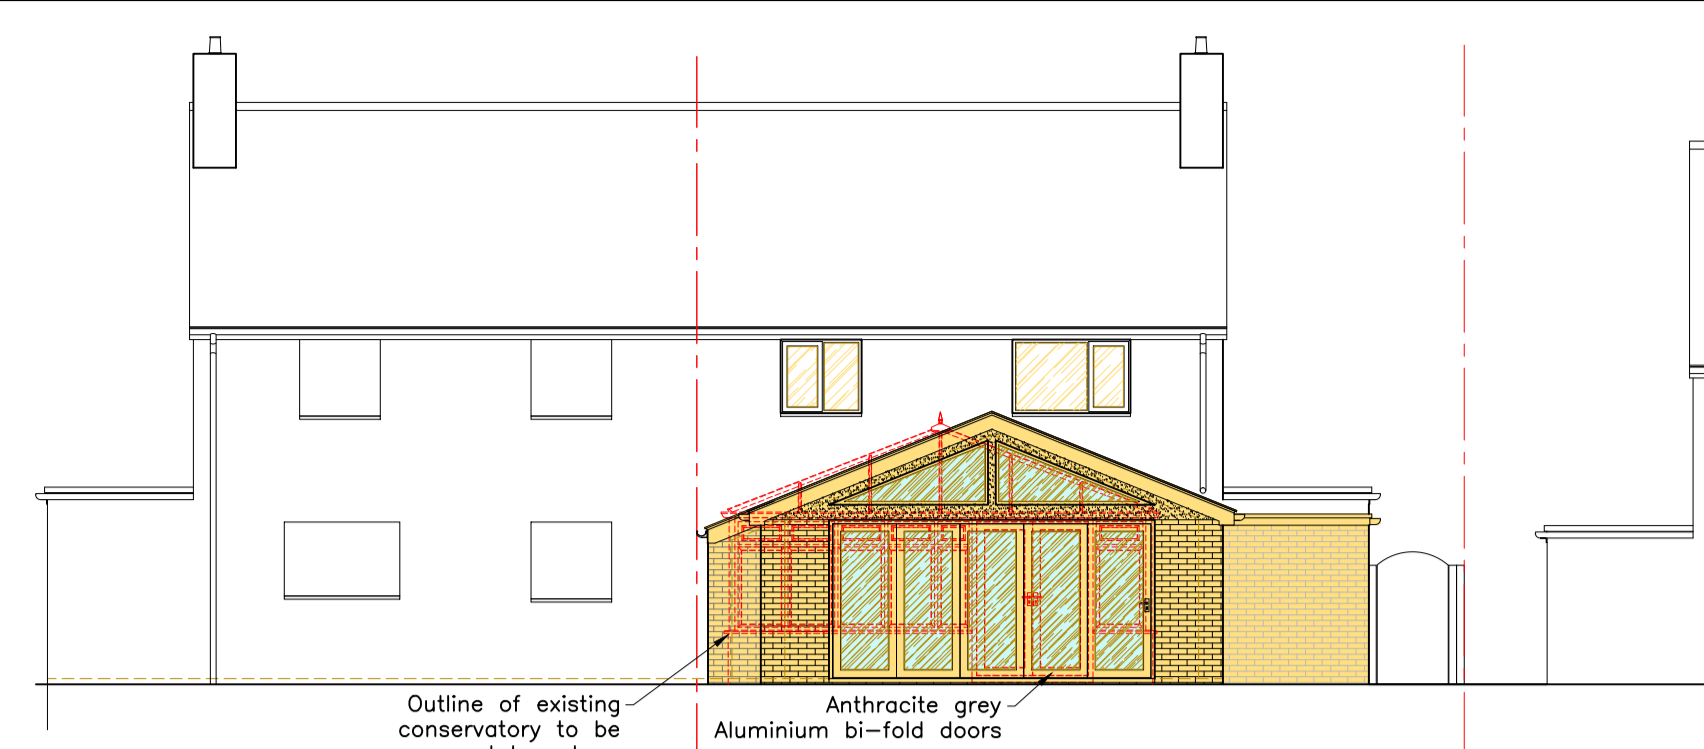 Outline of existing
conservatory to be
Anthracite grey
Aluminium bi-fold doors